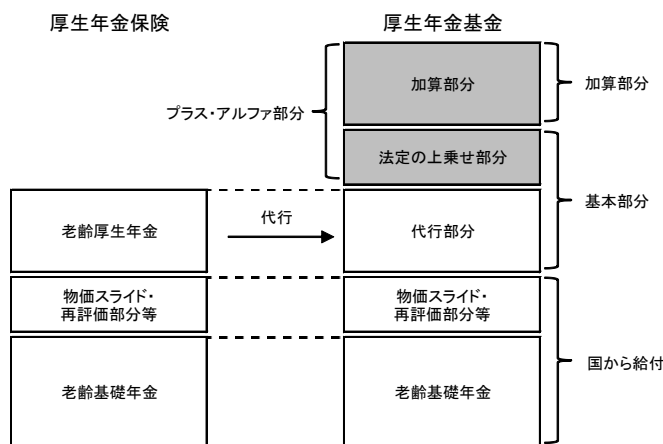 厚生年金保険
厚生年金基金
加算部分
加算部分
プラス・アルファ部分
法定の上乗せ部分
基本部分
老齢厚生年金
代行
代行部分
物価スライド・
再評価部分等
物価スライド・
再評価部分等
国から給付
老齢基礎年金
老齢基礎年金